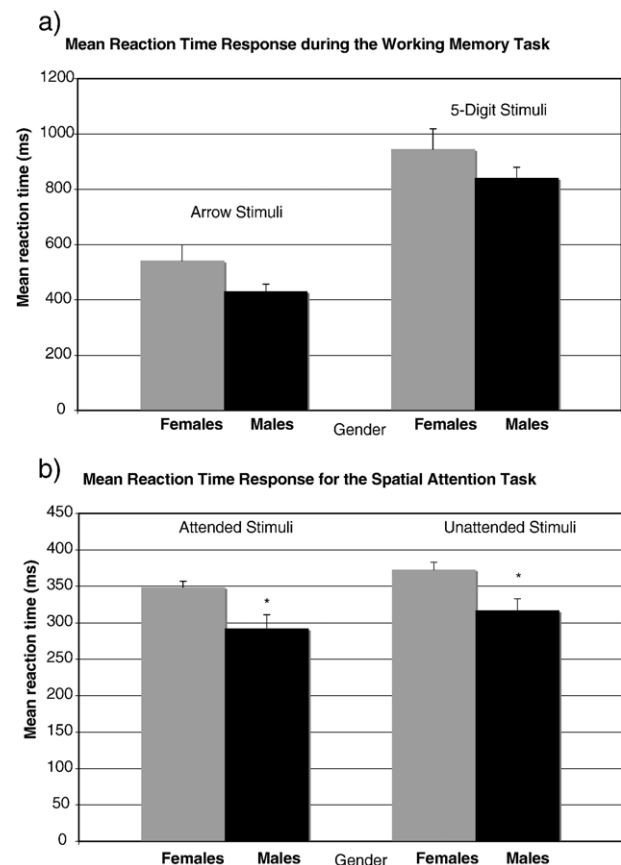 a)
Mean Reaction Time Response during the Working Memory Task
Mean reaction time (ms)
1200
1000
800
600
400
200
0
Arrow Stimuli
5-Digit Stimuli
Females Males Gender Females Males
b)
Mean Reaction Time Response for the Spatial Attention Task
Mean reaction time (ms)
450
400
350
300
250
200
150
100
50
0
Attended Stimuli
Unattended Stimuli
*
*
Females Males Gender Females Males